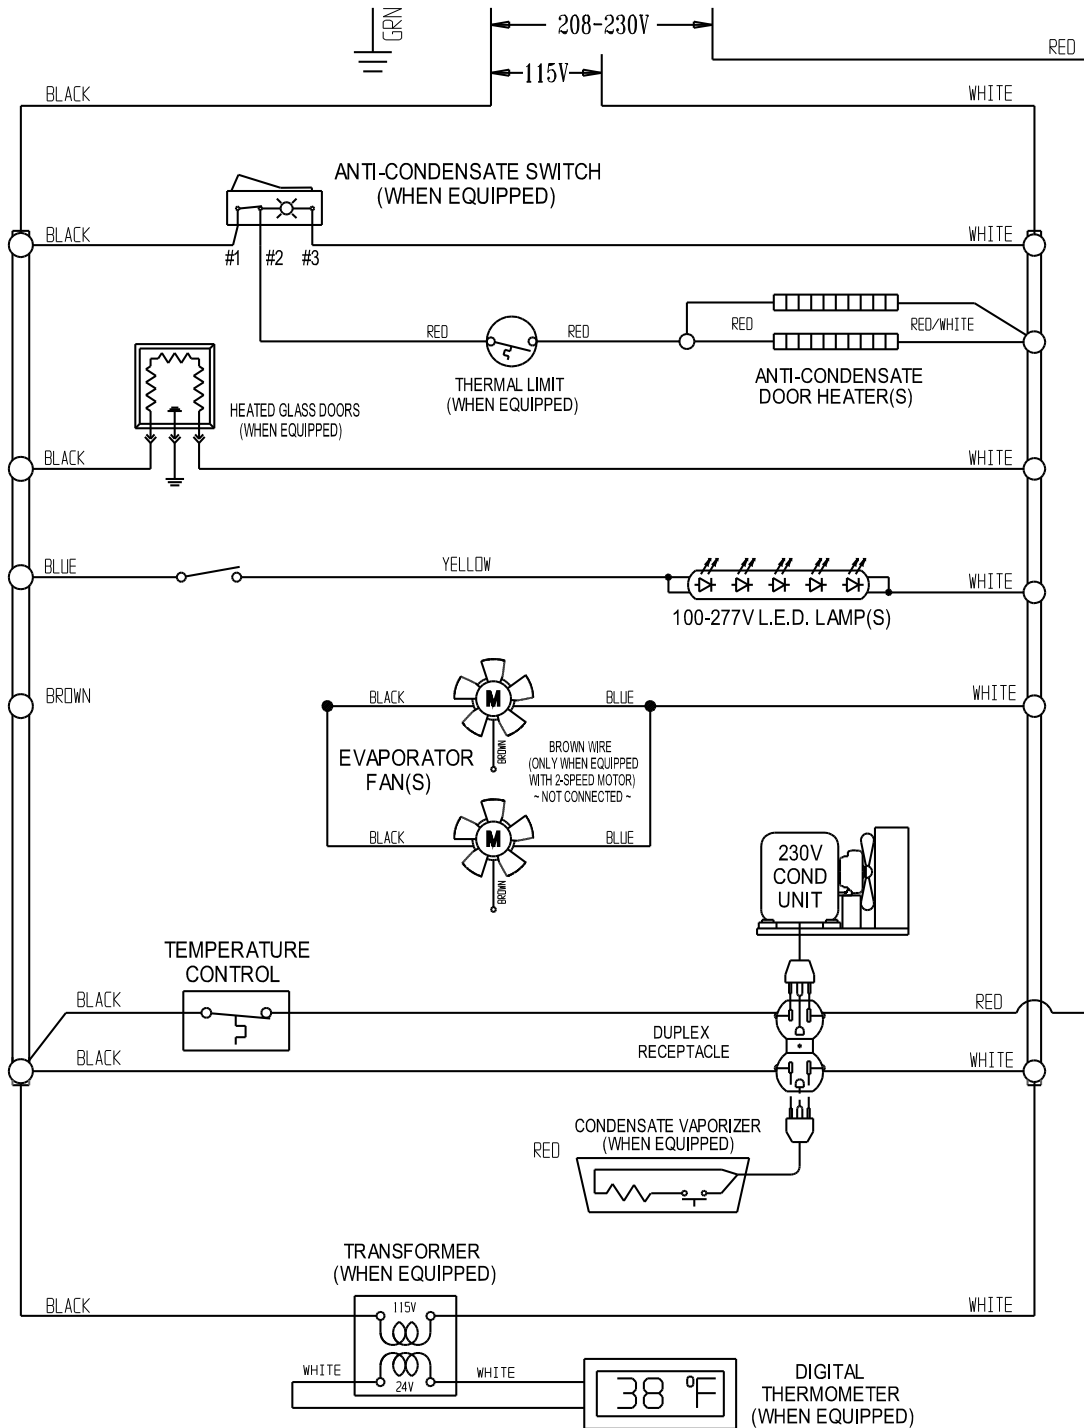 GRN
208-230V
RED
115V
BLACK
WHITE
ANTI-CONDENSATE SWITCH
(WHEN EQUIPPED)
BLACK
WHITE
#1
#2
#3
RED
RED
RED
RED/WHITE
THERMAL LIMIT
(WHEN EQUIPPED)
ANTI-CONDENSATE
DOOR HEATER(S)
HEATED GLASS DOORS
(WHEN EQUIPPED)
BLACK
WHITE
BLUE
YELLOW
WHITE
100-277V L.E.D. LAMP(S)
BROWN
BLACK
M
BLUE
WHITE
BROWN
EVAPORATOR
FAN(S)
BROWN WIRE
(ONLY WHEN EQUIPPED
WITH 2-SPEED MOTOR)
~ NOT CONNECTED ~
BLACK
M
BLUE
BROWN
230V
COND
UNIT
TEMPERATURE
CONTROL
BLACK
RED
DUPLEX
RECEPTACLE
BLACK
WHITE
CONDENSATE VAPORIZER
(WHEN EQUIPPED)
RED
TRANSFORMER
(WHEN EQUIPPED)
BLACK
115V
WHITE
WHITE
24V
WHITE
38 °F
DIGITAL
THERMOMETER
(WHEN EQUIPPED)